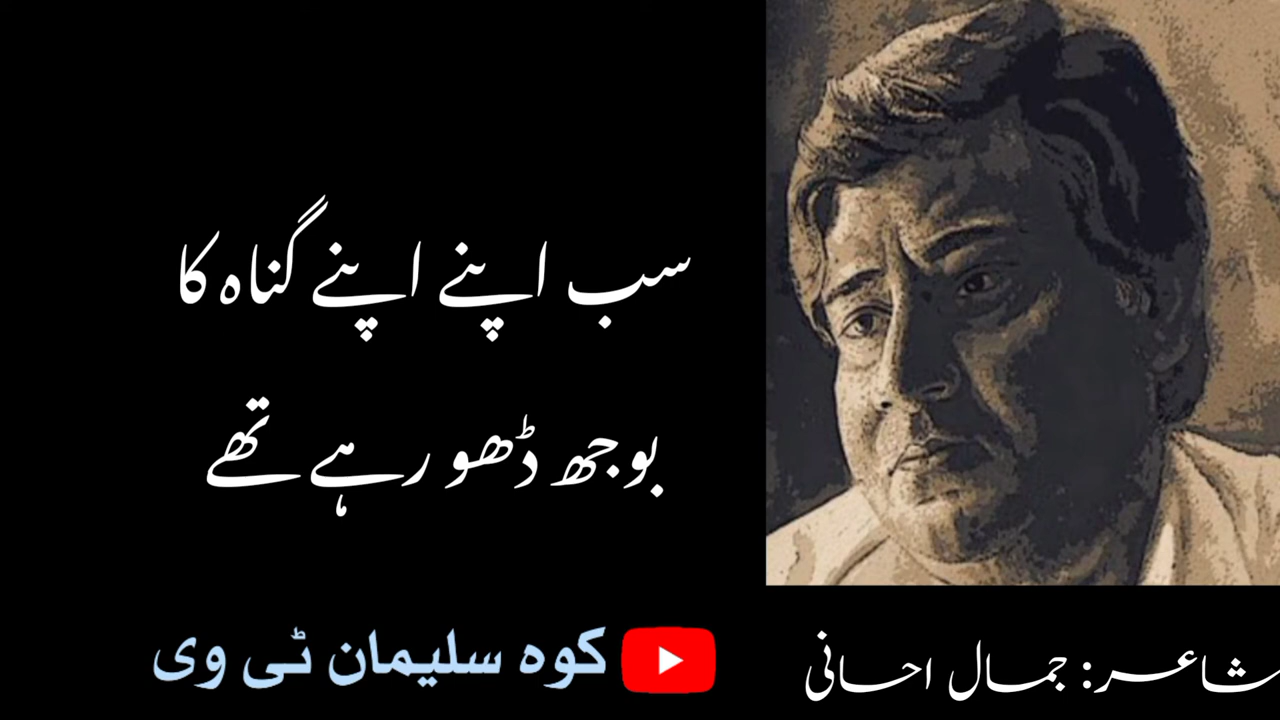 سب اپنے اپنے گناہ کا
بوجھ ڈھو رہے تھے
شاعر: جمال احسانی
کوہ سلیمان ٹی وی